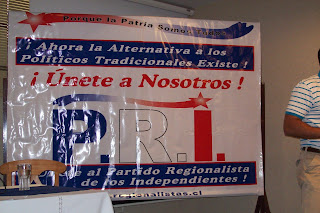 Porque la Patria Somos
¡ Ahora la Alternativa a los
Políticos Tradicionales Existe !
¡ Únete a Nosotros !
P.R.I.
al Partido Regionalista
de los Independientes !